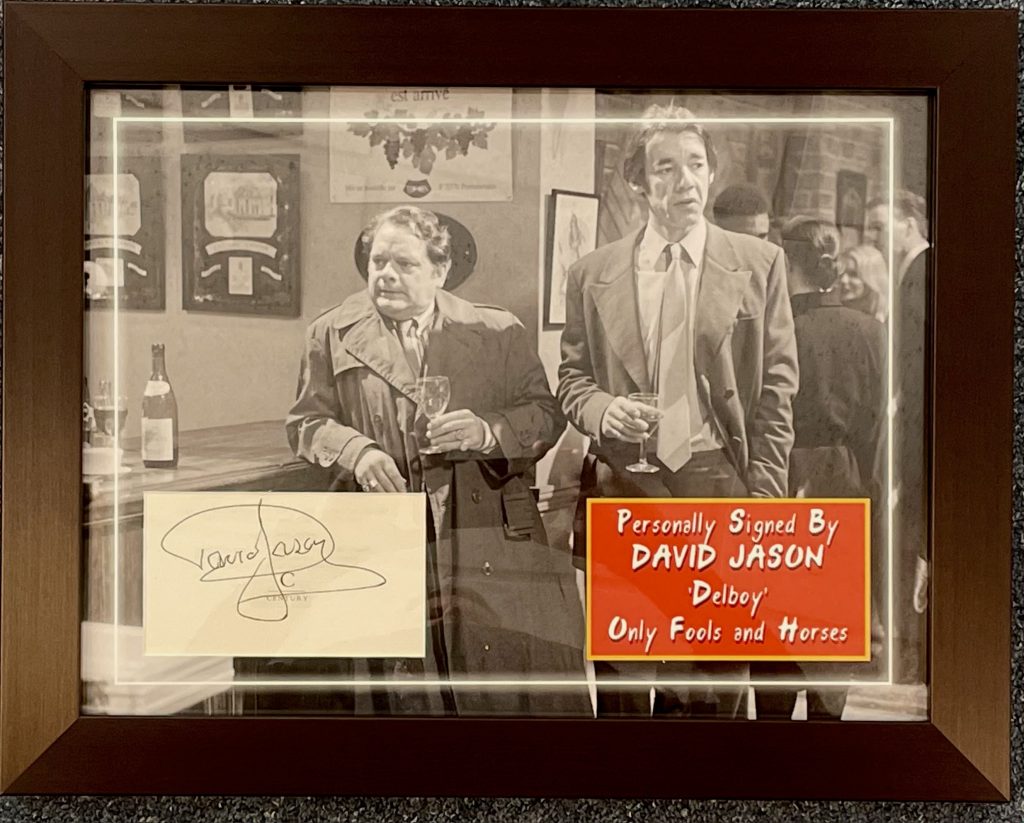 est arrivé
David Jason
C
CENTURY
Personally Signed By
DAVID JASON
'Delboy'
Only Fools and Horses